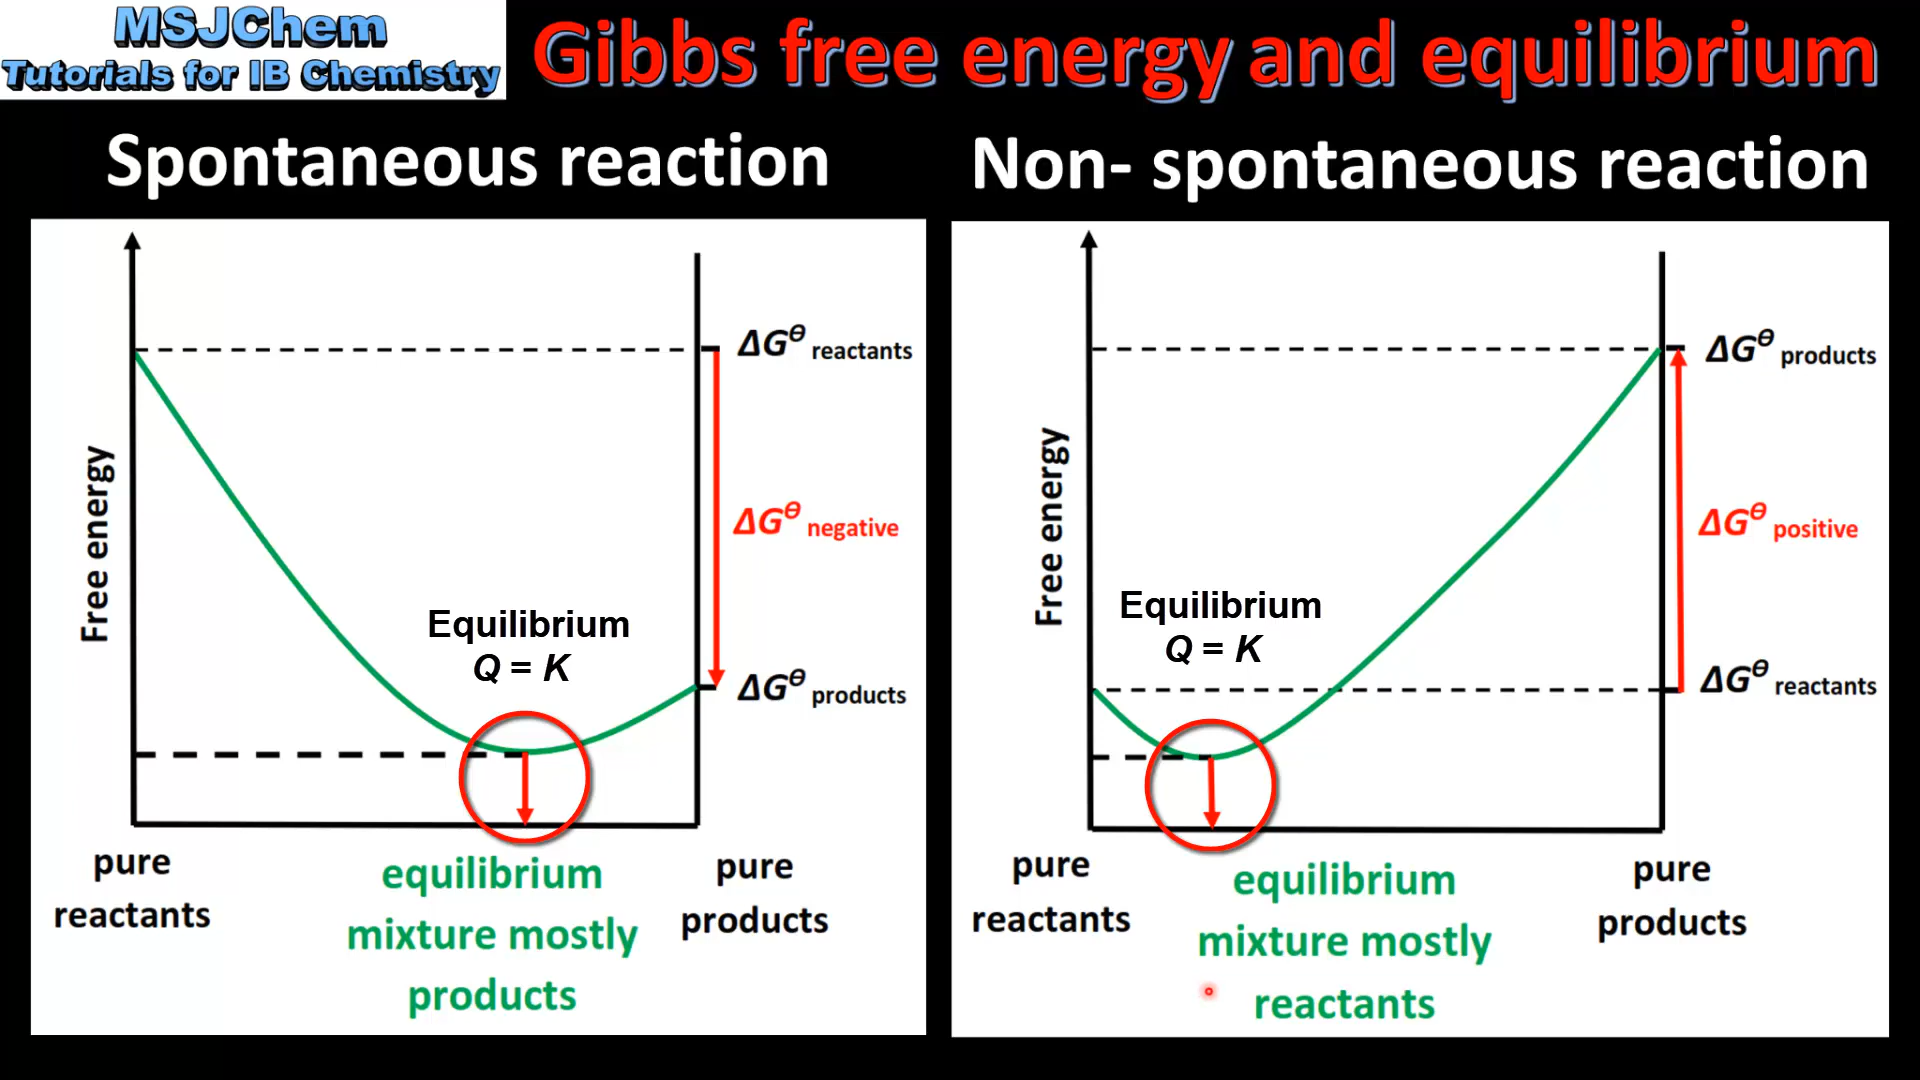 MSJChem
Tutorials for IB Chemistry
Gibbs free energy and equilibrium
Spontaneous reaction
Free energy
ΔG^θ reactants
ΔG^θ negative
Equilibrium
Q = K
ΔG^θ products
pure
reactants
equilibrium
mixture mostly
products
pure
products
Non- spontaneous reaction
Free energy
ΔG^θ products
ΔG^θ positive
Equilibrium
Q = K
ΔG^θ reactants
pure
reactants
equilibrium
mixture mostly
reactants
pure
products